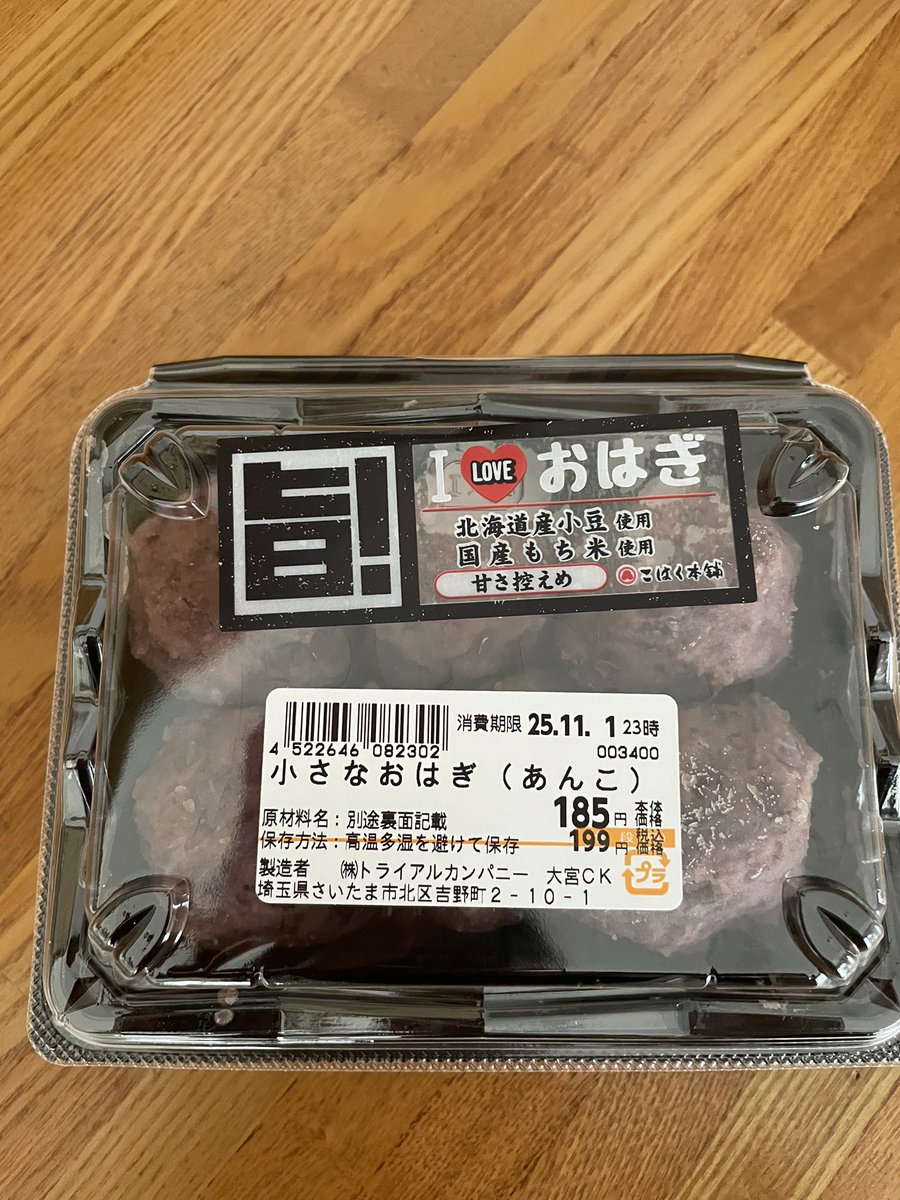 旨!
I LOVE おはぎ
北海道産小豆使用
国産もち米使用
甘さ控えめ
こはく本舗
消費期限 25.11. 1 23時
4 522646 082302
003400
小さなおはぎ（あんこ）
185円 本体価格
原材料名：別途裏面記載
199円 税込価格
保存方法：高温多湿を避けて保存
製造者 ㈱トライアルカンパニー 大宮CK
埼玉県さいたま市北区吉野町2-10-1
プラ